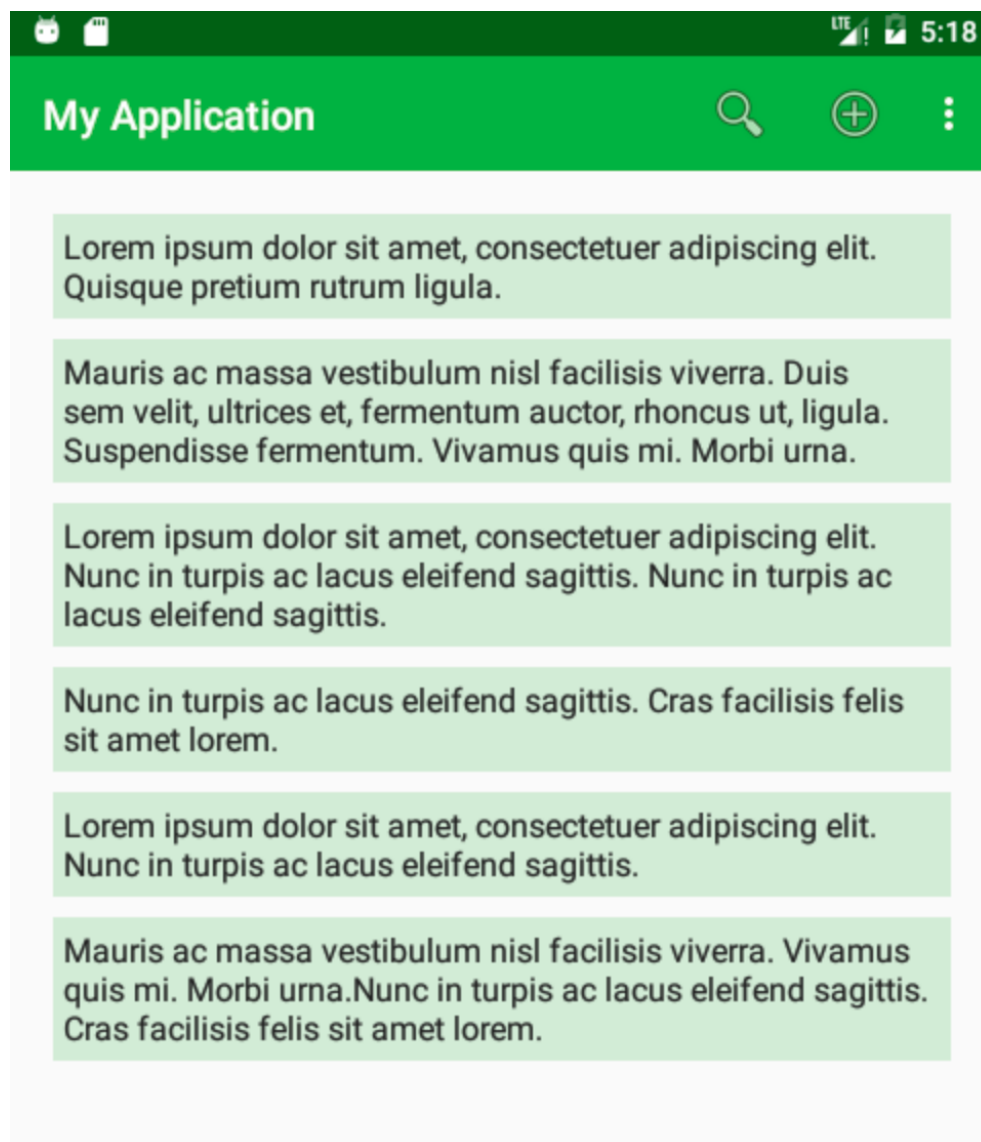 LTE 5:18
My Application
Lorem ipsum dolor sit amet, consectetuer adipiscing elit.
Quisque pretium rutrum ligula.
Mauris ac massa vestibulum nisl facilisis viverra. Duis
sem velit, ultrices et, fermentum auctor, rhoncus ut, ligula.
Suspendisse fermentum. Vivamus quis mi. Morbi urna.
Lorem ipsum dolor sit amet, consectetuer adipiscing elit.
Nunc in turpis ac lacus eleifend sagittis. Nunc in turpis ac
lacus eleifend sagittis.
Nunc in turpis ac lacus eleifend sagittis. Cras facilisis felis
sit amet lorem.
Lorem ipsum dolor sit amet, consectetuer adipiscing elit.
Nunc in turpis ac lacus eleifend sagittis.
Mauris ac massa vestibulum nisl facilisis viverra. Vivamus
quis mi. Morbi urna.Nunc in turpis ac lacus eleifend sagittis.
Cras facilisis felis sit amet lorem.